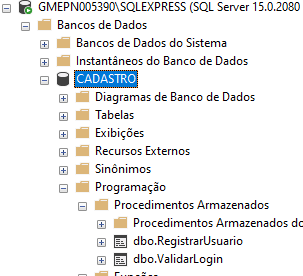 GMEPN005390\SQLEXPRESS (SQL Server 15.0.2080
Bancos de Dados
Bancos de Dados do Sistema
Instantâneos do Banco de Dados
CADASTRO
Diagramas de Banco de Dados
Tabelas
Exibições
Recursos Externos
Sinônimos
Programação
Procedimentos Armazenados
Procedimentos Armazenados do
dbo.RegistrarUsuario
dbo.ValidarLogin
Funções